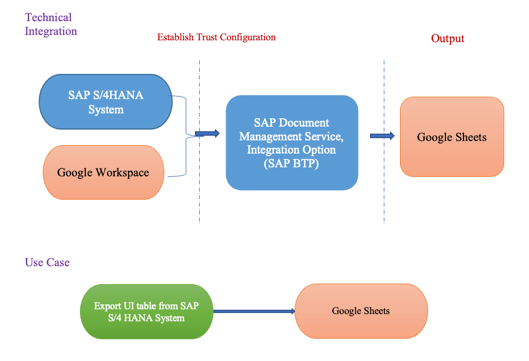 Technical
Integration
Establish Trust Configuration
Output
SAP S/4HANA
System
Google Workspace
SAP Document
Management Service,
Integration Option
(SAP BTP)
Google Sheets
Use Case
Export UI table from SAP
S/4 HANA System
Google Sheets